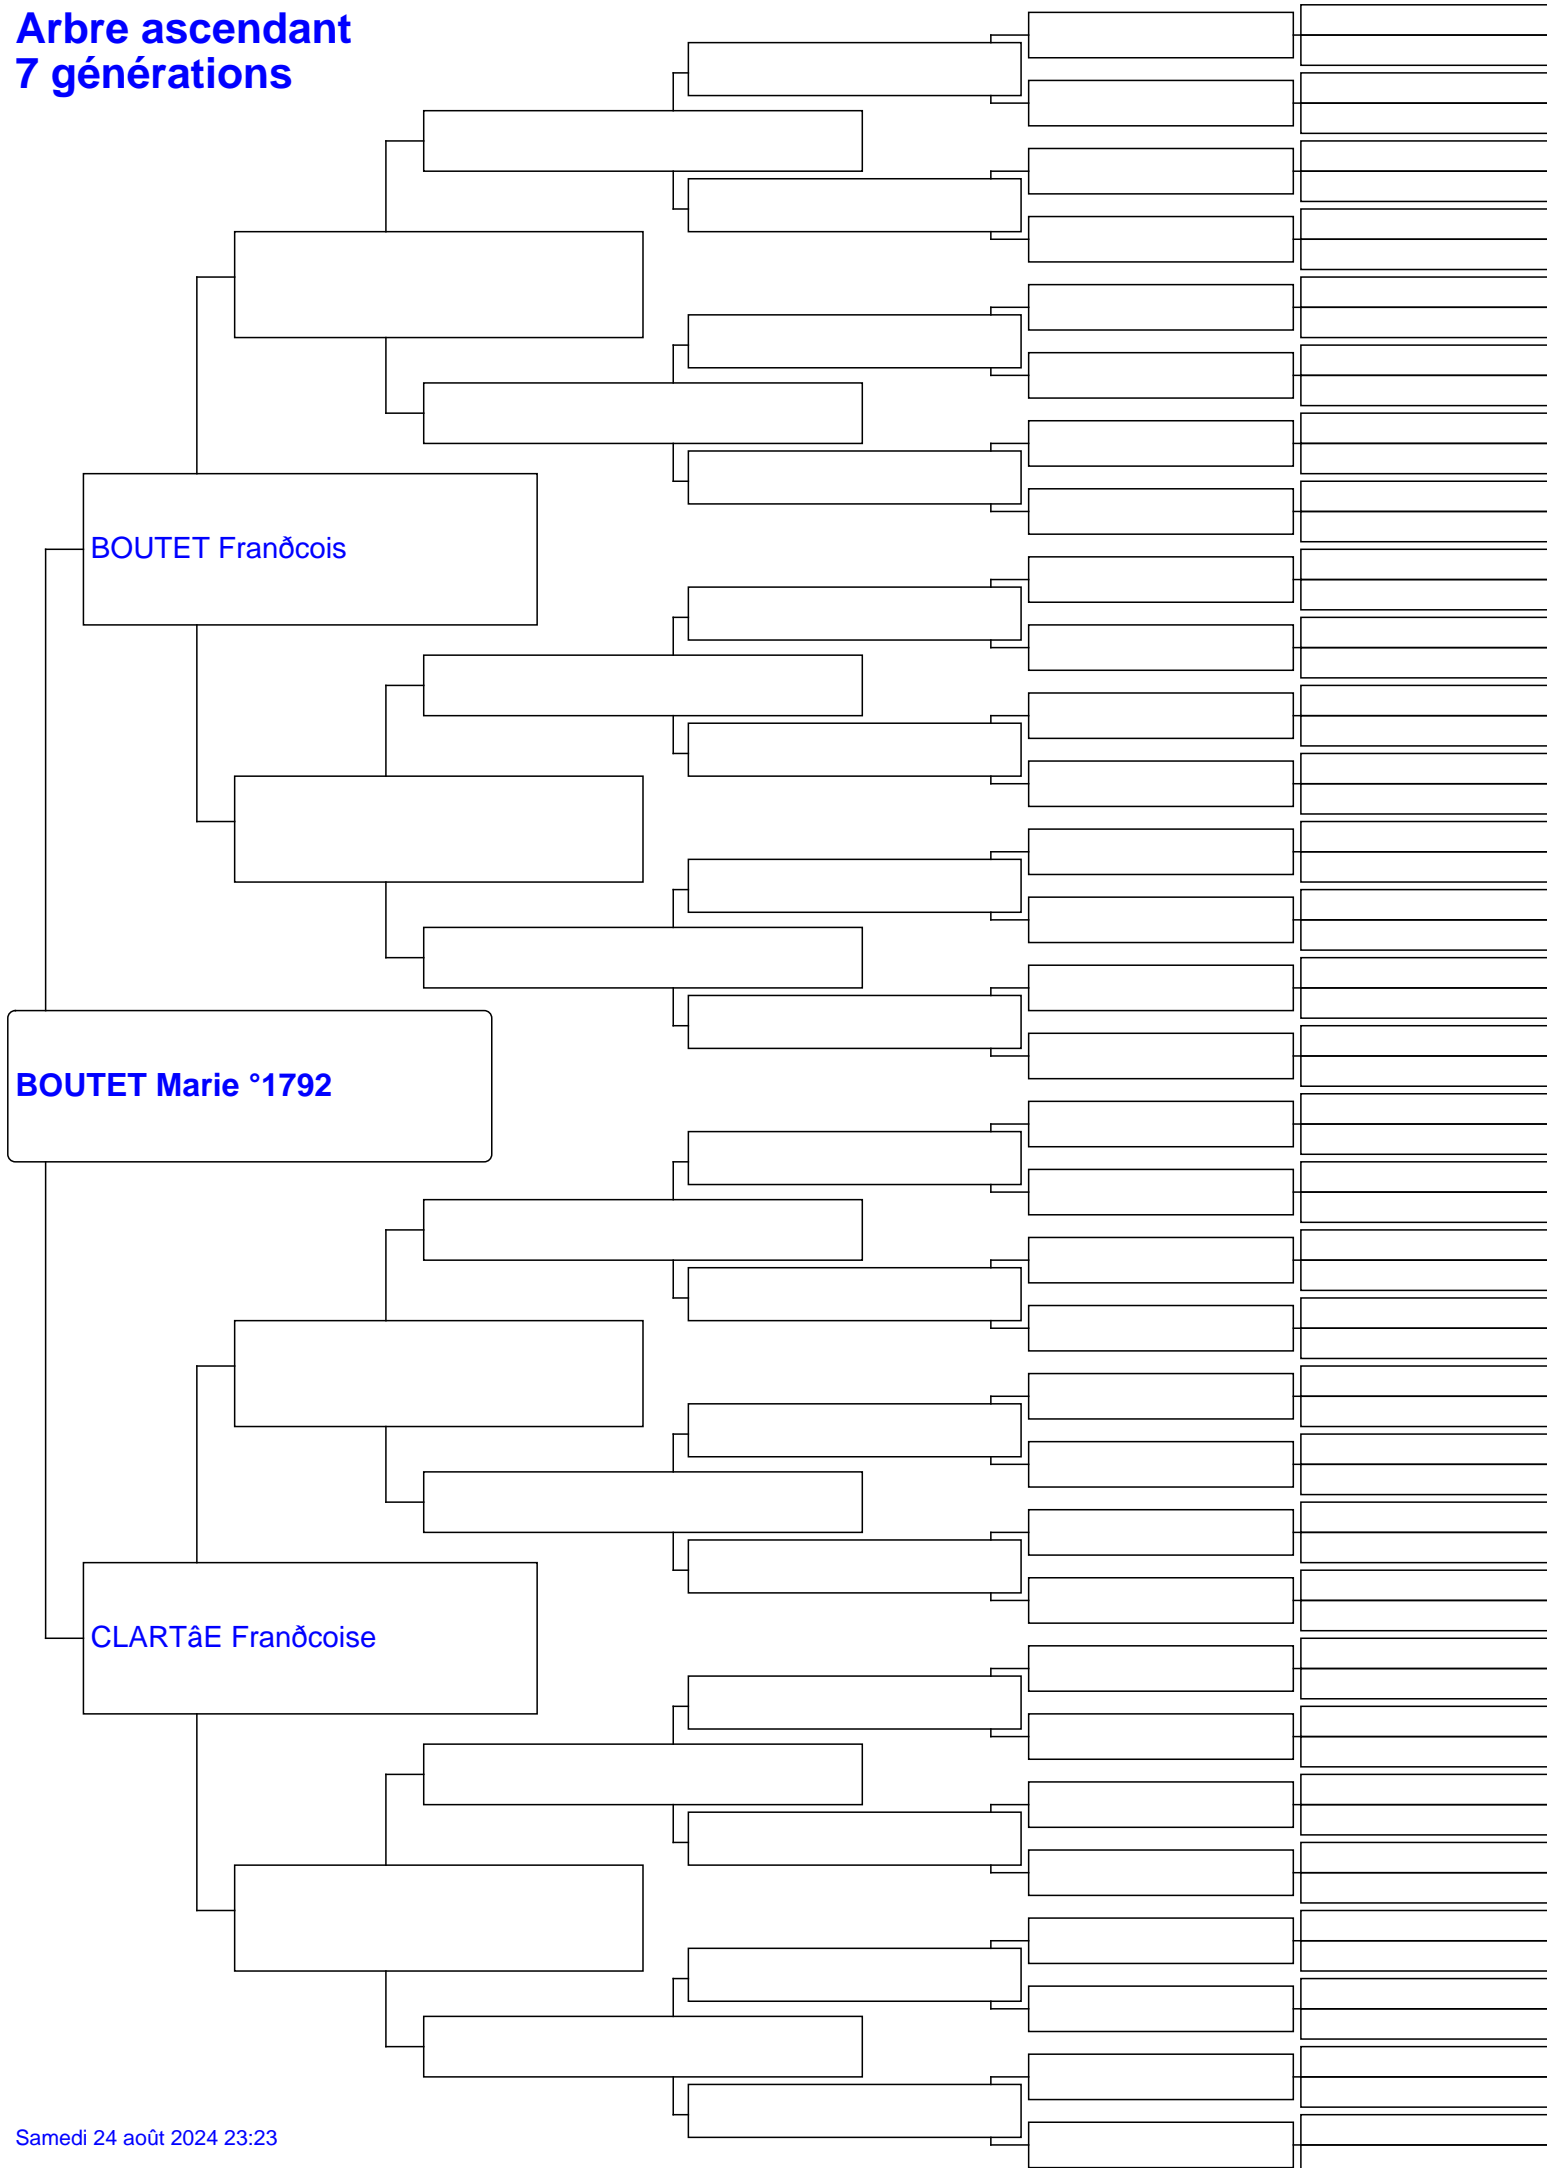 Arbre ascendant
7 générations
BOUTET Franðcois
BOUTET Marie °1792
CLARTâE Franðcoise
Samedi 24 août 2024 23:23